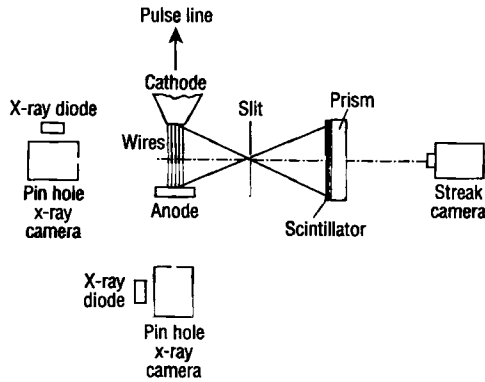 Pulse line
Cathode
X-ray diode
Slit
Prism
Wires
Pin hole
x-ray
camera
Anode
Streak
camera
Scintillator
X-ray
diode
Pin hole
x-ray
camera